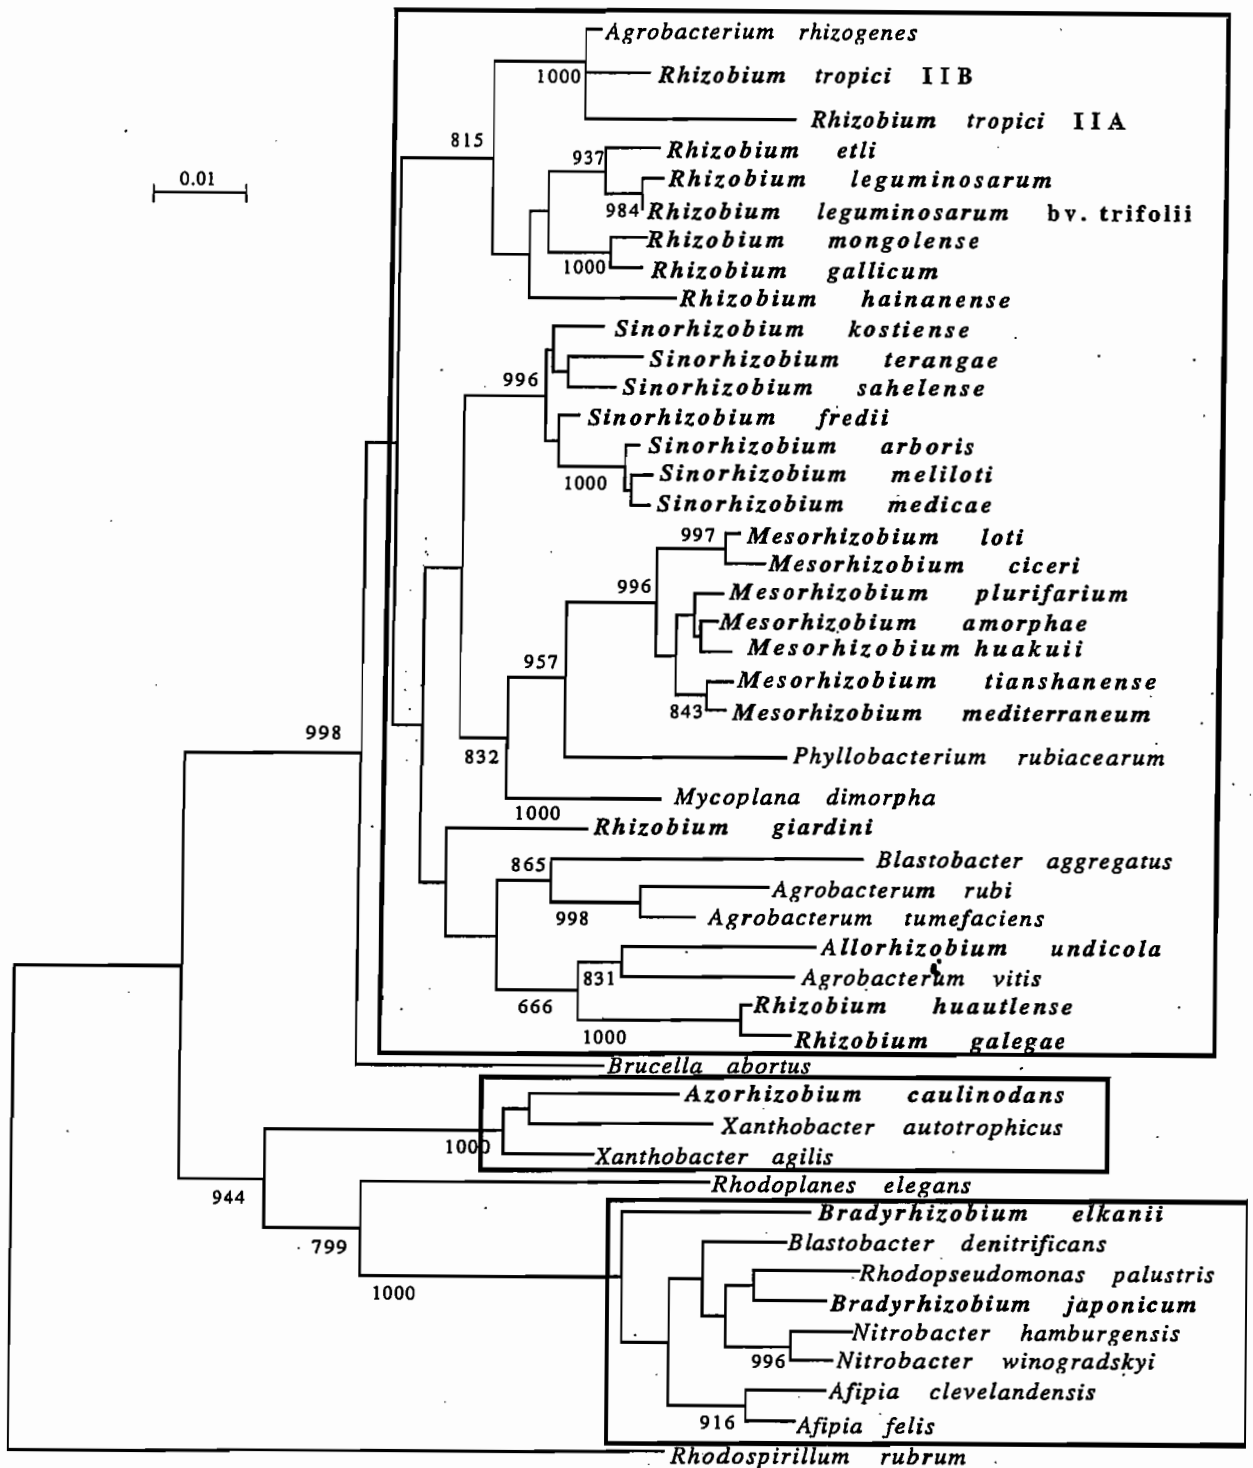 Agrobacterium rhizogenes
1000
Rhizobium tropici IIB
Rhizobium tropici IIA
815
937
Rhizobium etli
0.01
Rhizobium leguminosarum
984
Rhizobium leguminosarum bv. trifolii
Rhizobium mongolense
1000
Rhizobium gallicum
Rhizobium hainanense
Sinorhizobium kostiense
Sinorhizobium terangae
996
Sinorhizobium sahelense
Sinorhizobium fredii
Sinorhizobium arboris
1000
Sinorhizobium meliloti
Sinorhizobium medicae
997
Mesorhizobium loti
Mesorhizobium ciceri
996
Mesorhizobium plurifarium
Mesorhizobium amorphae
Mesorhizobium huakuii
957
Mesorhizobium tianshanense
843
Mesorhizobium mediterraneum
998
832
Phyllobacterium rubiacearum
Mycoplana dimorpha
1000
Rhizobium giardini
865
Blastobacter aggregatus
Agrobacterum rubi
998
Agrobacterum tumefaciens
Allorhizobium undicola
831
Agrobacterum vitis
666
Rhizobium huautlense
1000
Rhizobium galegae
Brucella abortus
Azorhizobium caulinodans
Xanthobacter autotrophicus
1000
Xanthobacter agilis
Rhodoplanes elegans
944
Bradyrhizobium elkanii
799
Blastobacter denitrificans
Rhodopseudomonas palustris
1000
Bradyrhizobium japonicum
Nitrobacter hamburgensis
996
Nitrobacter winogradskyi
Afipia clevelandensis
916
Afipia felis
Rhodospirillum rubrum